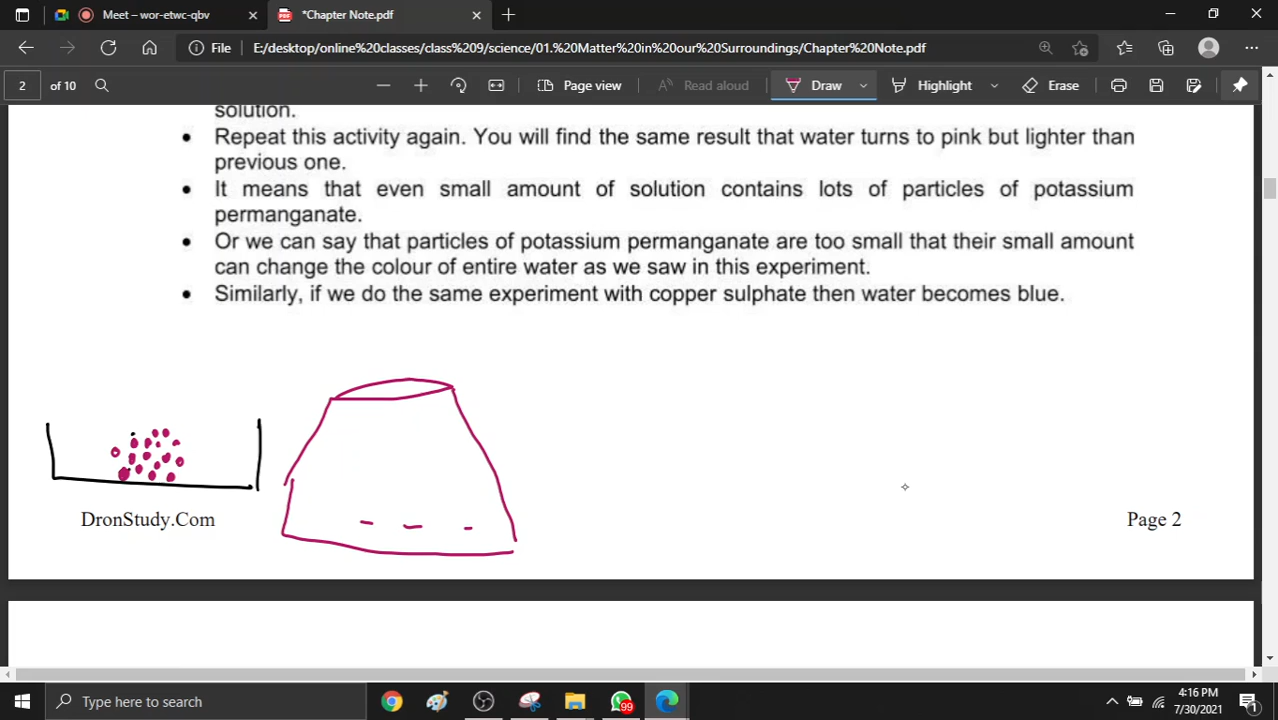 Meet – wor-etwc-qbv
*Chapter Note.pdf
File
E:/desktop/online%20classes/class%209/science/01.%20Matter%20in%20our%20Surroundings/Chapter%20Note.pdf
2 of 10
Page view
Read aloud
Draw
Highlight
Erase
solution.
Repeat this activity again. You will find the same result that water turns to pink but lighter than
previous one.
It means that even small amount of solution contains lots of particles of potassium
permanganate.
Or we can say that particles of potassium permanganate are too small that their small amount
can change the colour of entire water as we saw in this experiment.
Similarly, if we do the same experiment with copper sulphate then water becomes blue.
DronStudy.Com
Page 2
Type here to search
99
4:16 PM
7/30/2021
1